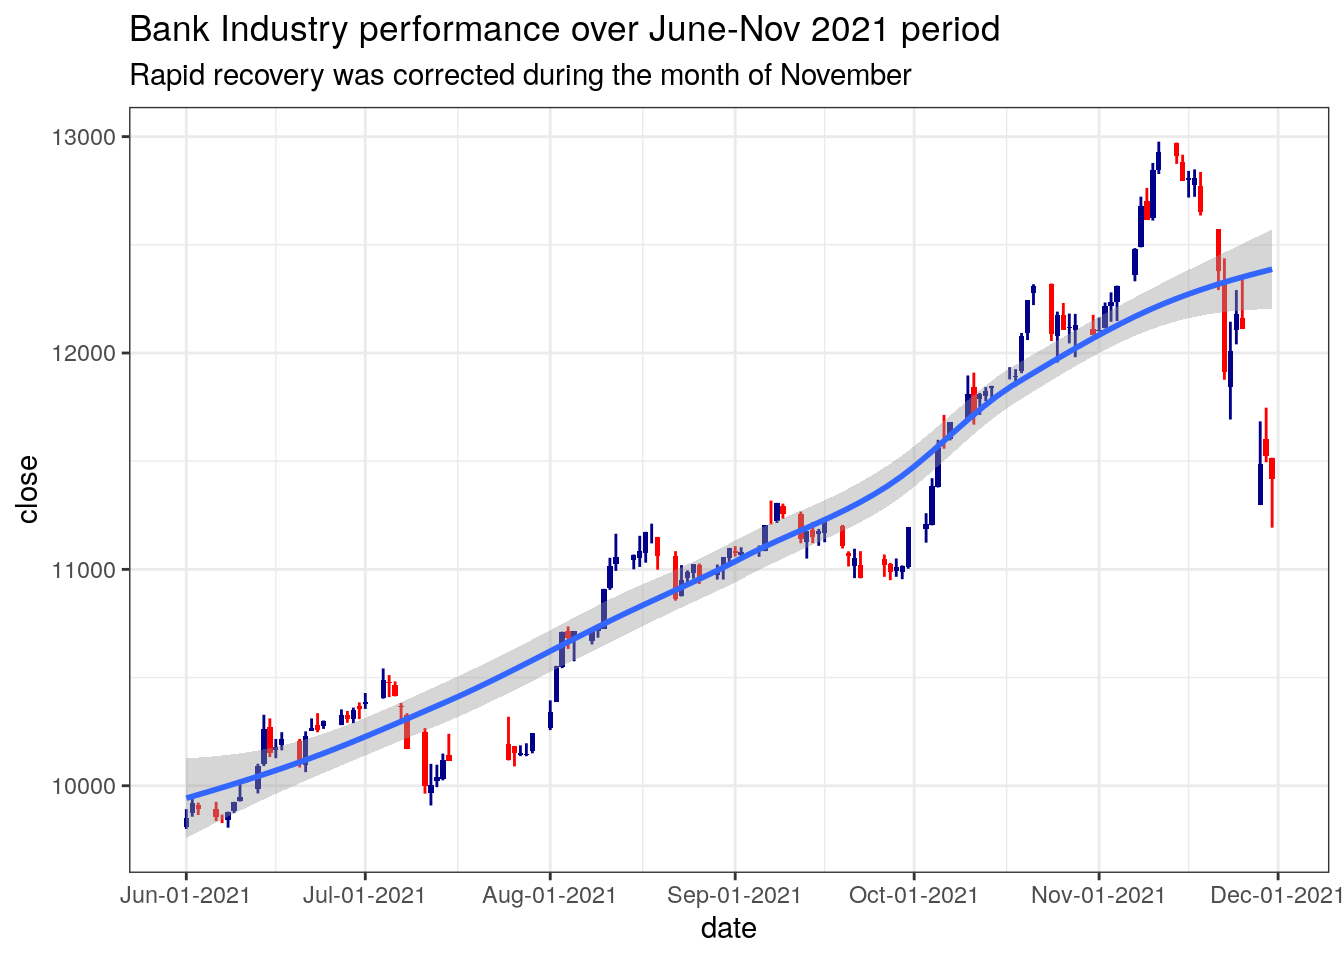 Bank Industry performance over June-Nov 2021 period
Rapid recovery was corrected during the month of November
13000
12000
11000
10000
close
Jun-01-2021 Jul-01-2021 Aug-01-2021 Sep-01-2021 Oct-01-2021 Nov-01-2021 Dec-01-2021
date